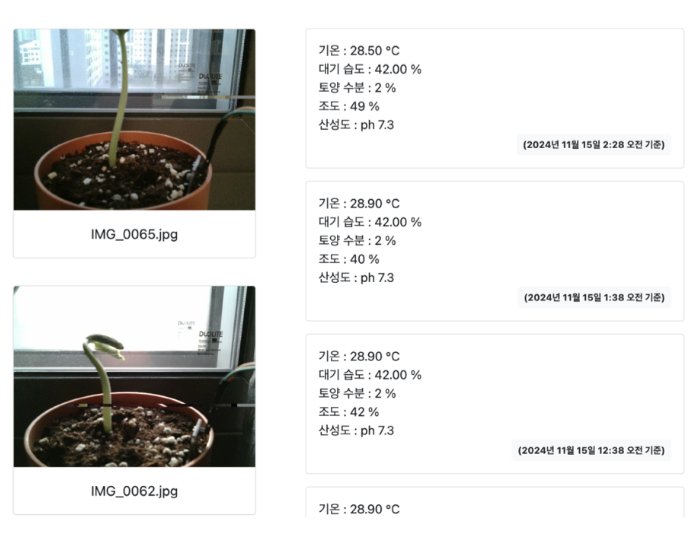 DUOLITE
IMG_0065.jpg
DUOLITE
IMG_0062.jpg
기온 : 28.50 °C
대기 습도 : 42.00 %
토양 수분 : 2 %
조도 : 49 %
산성도 : ph 7.3
(2024년 11월 15일 2:28 오전 기준)
기온 : 28.90 °C
대기 습도 : 42.00 %
토양 수분 : 2 %
조도 : 40 %
산성도 : ph 7.3
(2024년 11월 15일 1:38 오전 기준)
기온 : 28.90 °C
대기 습도 : 42.00 %
토양 수분 : 2 %
조도 : 42 %
산성도 : ph 7.3
(2024년 11월 15일 12:38 오전 기준)
기온 : 28.90 °C